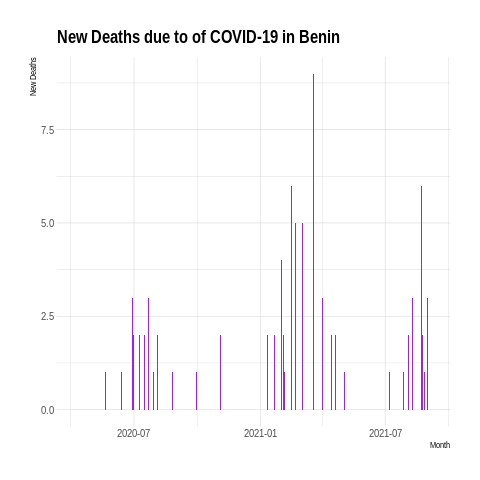 New Deaths due to of COVID-19 in Benin
New Deaths
7.5
5.0
2.5
0.0
2020-07
2021-01
2021-07
Month